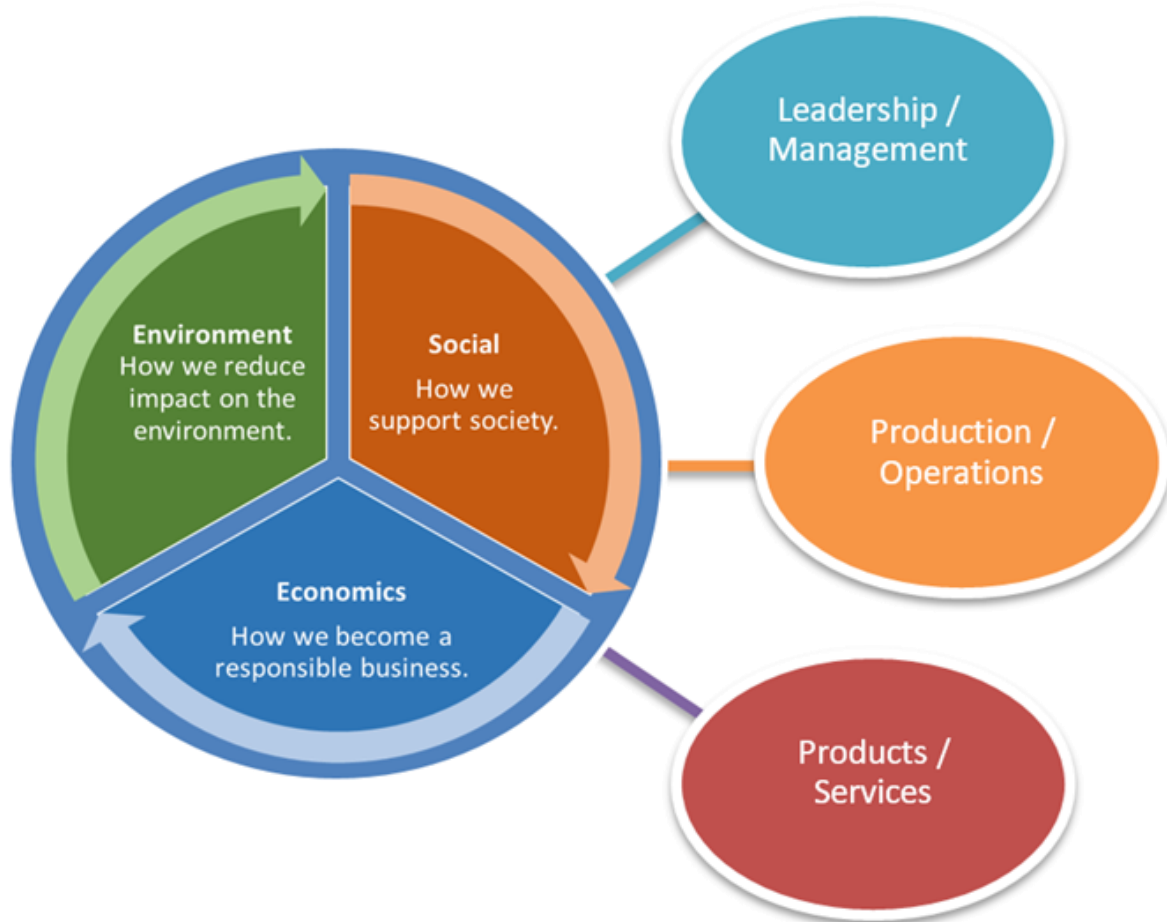 Environment
How we reduce
impact on the
environment.
Social
How we
support society.
Economics
How we become a
responsible business.
Leadership /
Management
Production /
Operations
Products /
Services